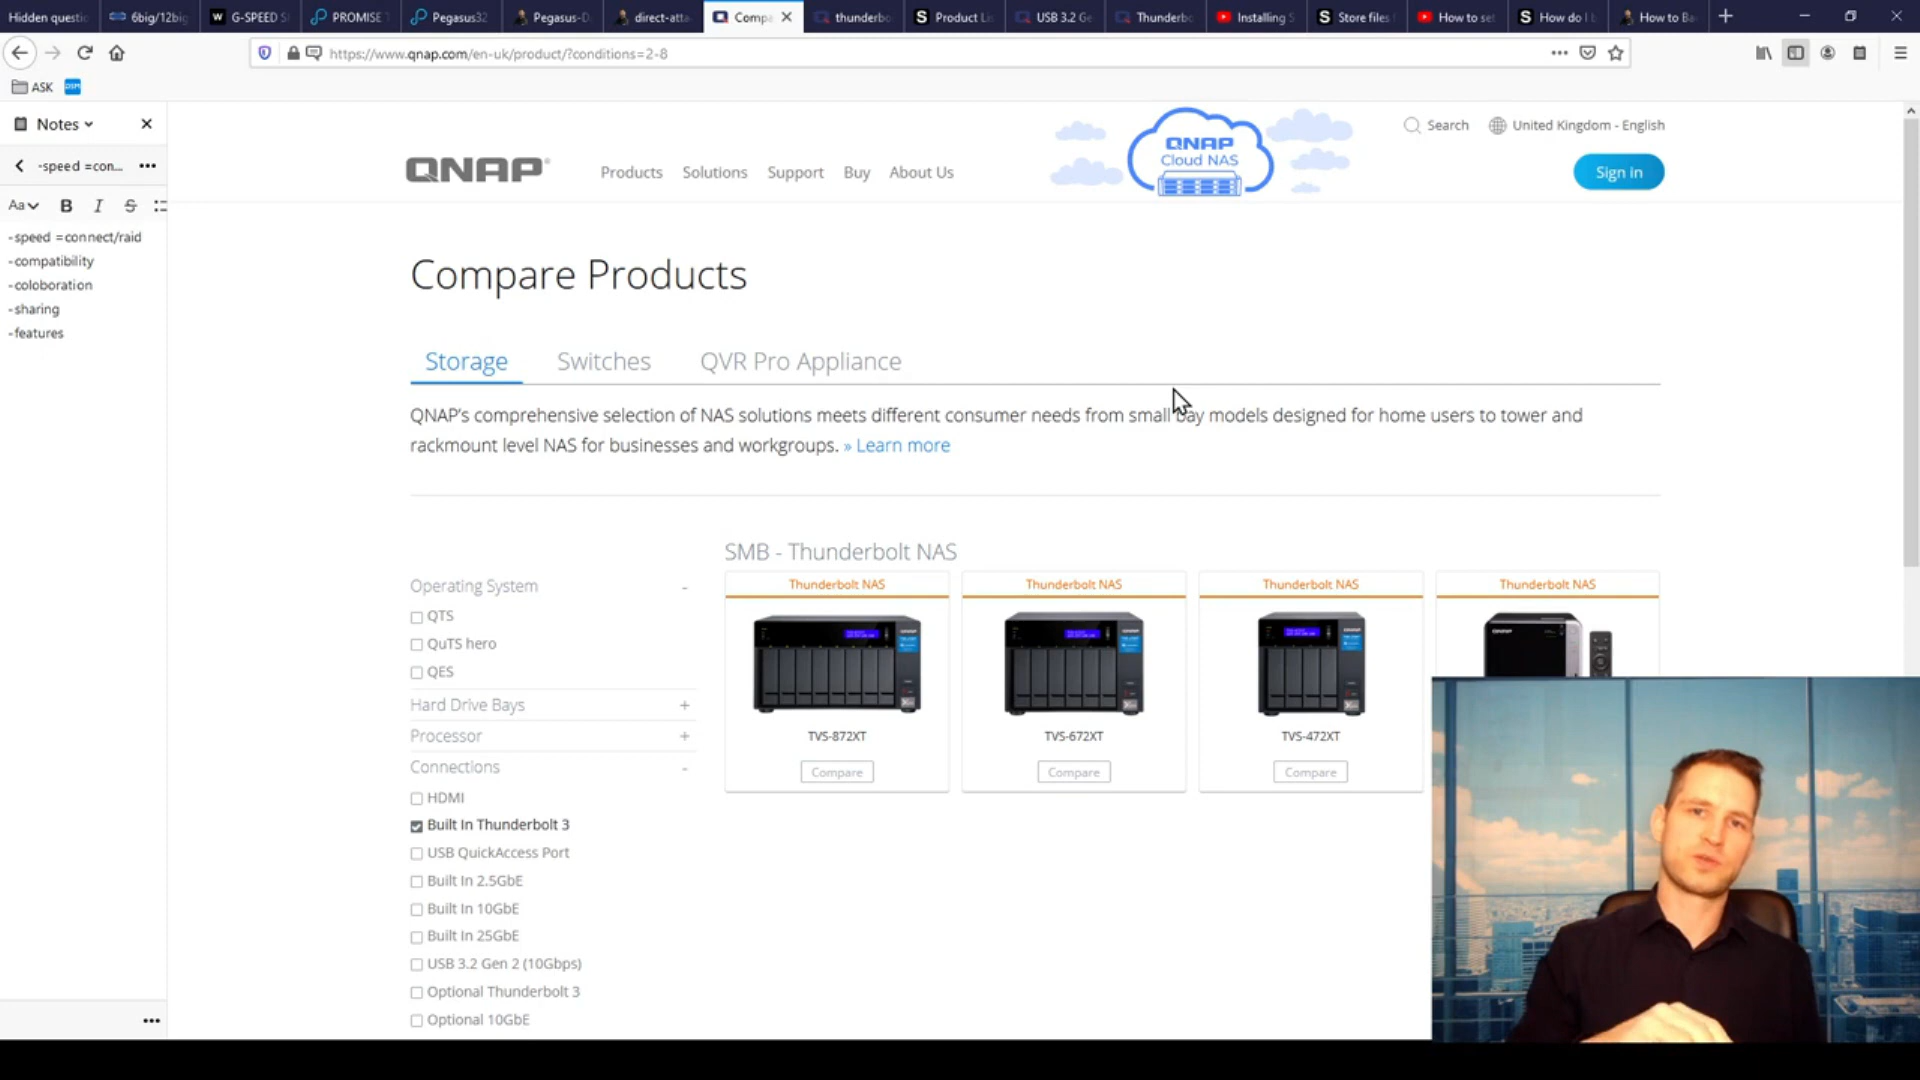 Hidden questio
6big/12big
G-SPEED S
PROMISE
Pegasus32
Pegasus-D
direct-atta
Compa
thunderbo
Product Li
USB 3.2 Ge
Thunderbo
Installing S
Store files
How to se
How do I
How to Ba
https://www.qnap.com/en-uk/product/?conditions=2-8
ASK
DSM
Notes
-speed =con...
Aa
B I S
-speed =connect/raid
-compatibility
-coloboration
-sharing
-features
QNAP
Products
Solutions
Support
Buy
About Us
QNAP
Cloud NAS
Search
United Kingdom - English
Sign in
Compare Products
Storage
Switches
QVR Pro Appliance
QNAP's comprehensive selection of NAS solutions meets different consumer needs from small bay models designed for home users to tower and
rackmount level NAS for businesses and workgroups. » Learn more
SMB - Thunderbolt NAS
Operating System -
QTS
QuTS hero
QES
Hard Drive Bays +
Processor +
Connections -
HDMI
Built In Thunderbolt 3
USB QuickAccess Port
Built In 2.5GbE
Built In 10GbE
Built In 25GbE
USB 3.2 Gen 2 (10Gbps)
Optional Thunderbolt 3
Optional 10GbE
Thunderbolt NAS
TVS-872XT
Compare
Thunderbolt NAS
TVS-672XT
Compare
Thunderbolt NAS
TVS-472XT
Compare
Thunderbolt NAS